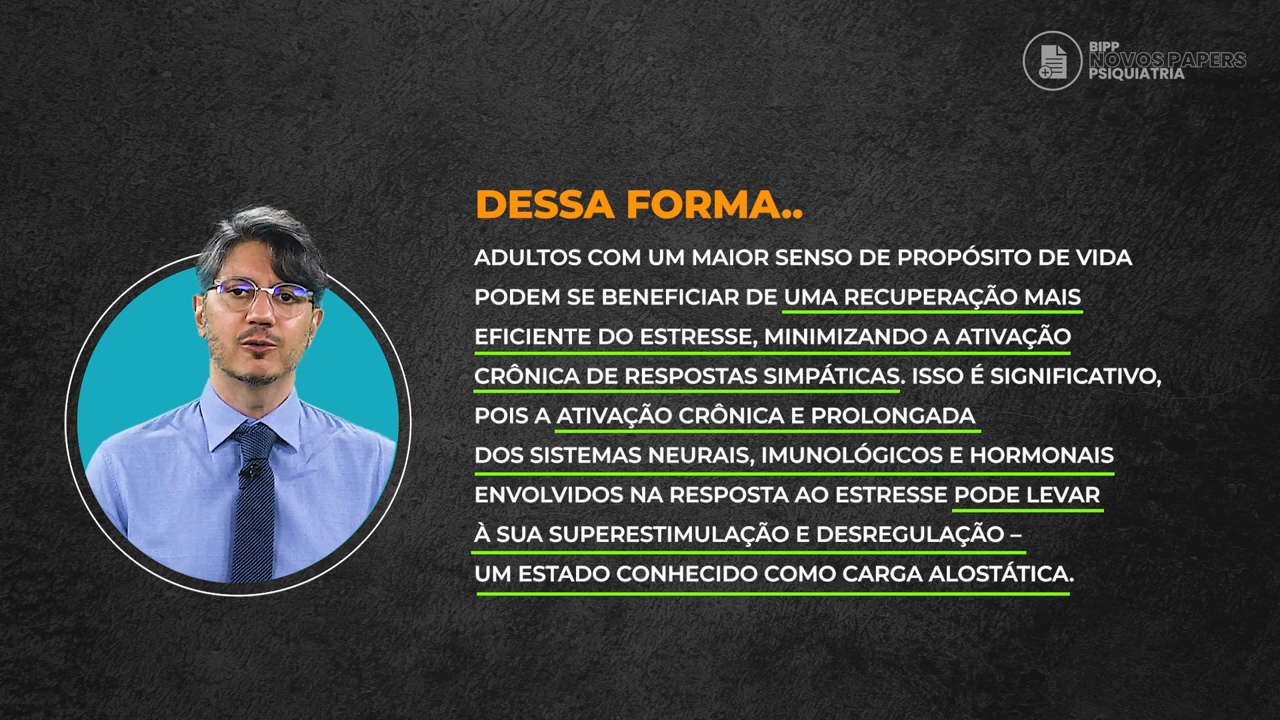 BIPP
NOVOS PAPERS
PSIQUIATRIA
DESSA FORMA..
ADULTOS COM UM MAIOR SENSO DE PROPÓSITO DE VIDA
PODEM SE BENEFICIAR DE UMA RECUPERAÇÃO MAIS
EFICIENTE DO ESTRESSE, MINIMIZANDO A ATIVAÇÃO
CRÔNICA DE RESPOSTAS SIMPÁTICAS. ISSO É SIGNIFICATIVO,
POIS A ATIVAÇÃO CRÔNICA E PROLONGADA
DOS SISTEMAS NEURAIS, IMUNOLÓGICOS E HORMONAIS
ENVOLVIDOS NA RESPOSTA AO ESTRESSE PODE LEVAR
À SUA SUPERESTIMULAÇÃO E DESREGULAÇÃO –
UM ESTADO CONHECIDO COMO CARGA ALOSTÁTICA.